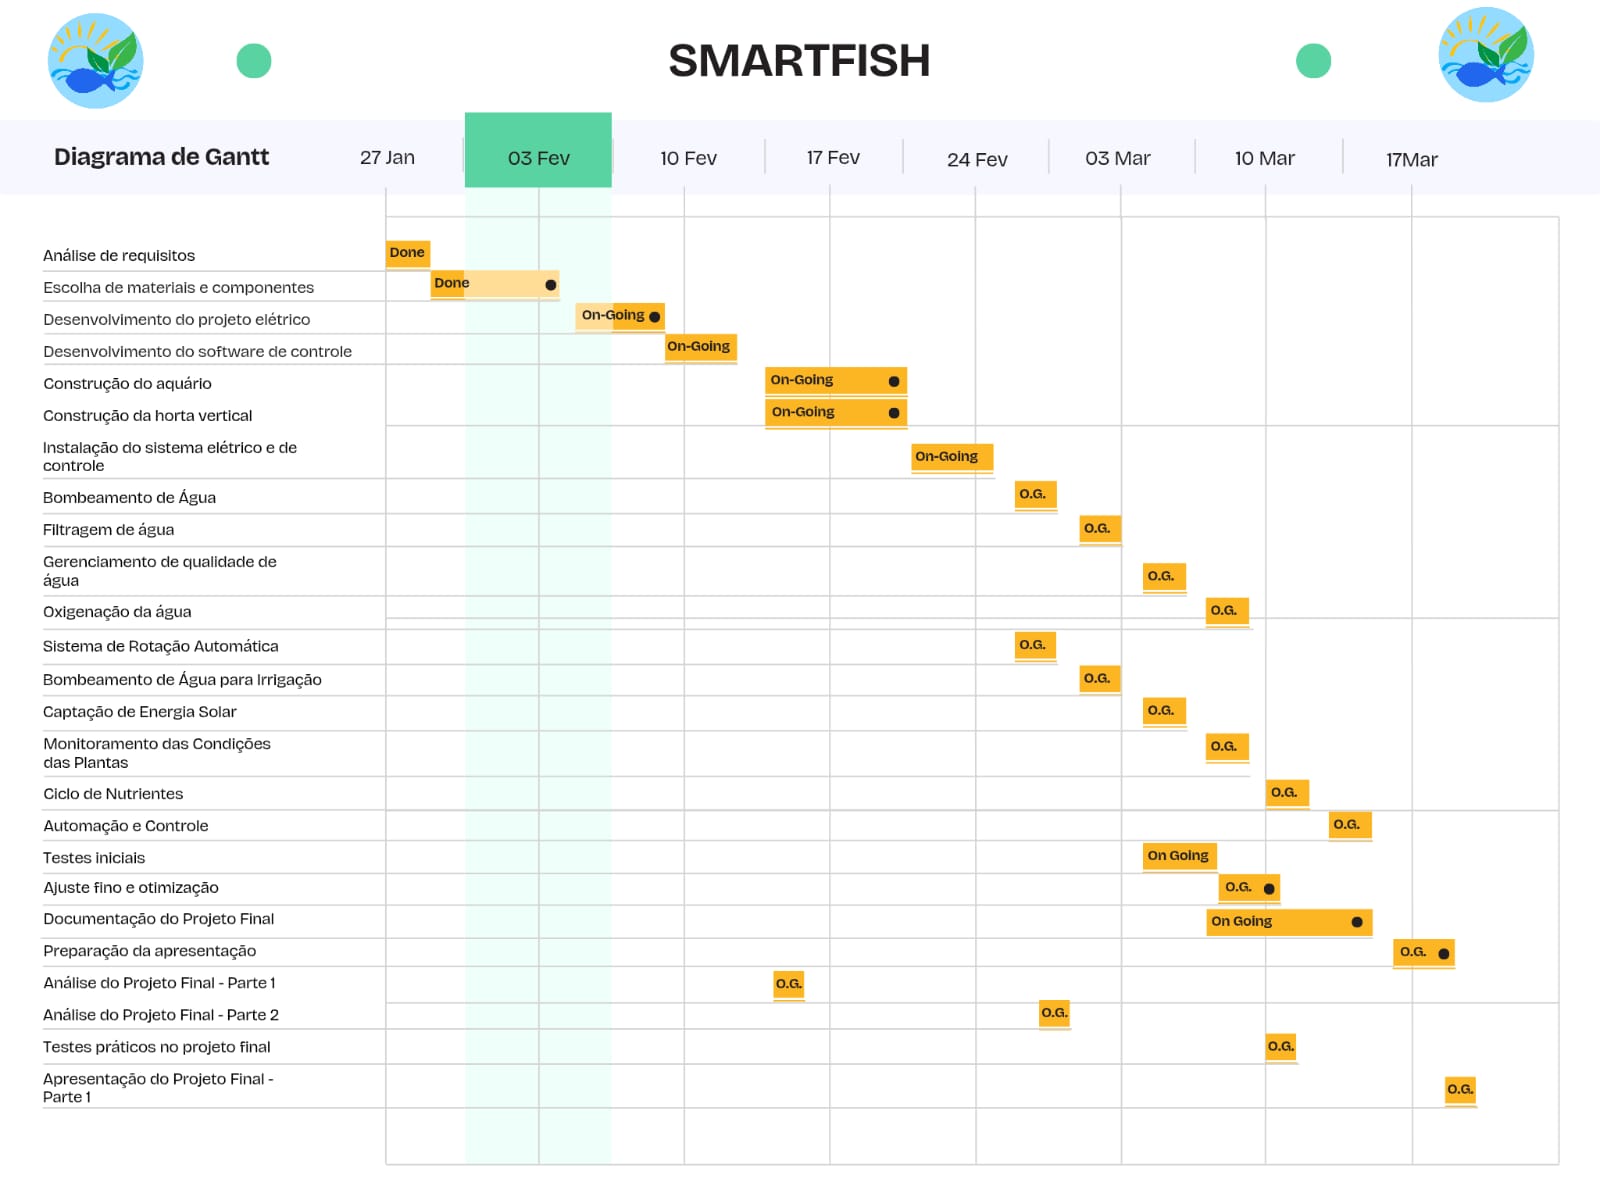 SMARTFISH
Diagrama de Gantt
27 Jan
03 Fev
10 Fev
17 Fev
24 Fev
03 Mar
10 Mar
17Mar
Análise de requisitos
Done
Escolha de materiais e componentes
Done
Desenvolvimento do projeto elétrico
On-Going
Desenvolvimento do software de controle
On-Going
Construção do aquário
On-Going
Construção da horta vertical
On-Going
Instalação do sistema elétrico e de
controle
On-Going
Bombeamento de Água
O.G.
Filtragem de água
O.G.
Gerenciamento de qualidade de
água
O.G.
Oxigenação da água
O.G.
Sistema de Rotação Automática
O.G.
Bombeamento de Água para Irrigação
O.G.
Captação de Energia Solar
O.G.
Monitoramento das Condições
das Plantas
O.G.
Ciclo de Nutrientes
O.G.
Automação e Controle
O.G.
Testes iniciais
On Going
Ajuste fino e otimização
O.G.
Documentação do Projeto Final
On Going
Preparação da apresentação
O.G.
Análise do Projeto Final - Parte 1
O.G.
Análise do Projeto Final - Parte 2
O.G.
Testes práticos no projeto final
O.G.
Apresentação do Projeto Final -
Parte 1
O.G.